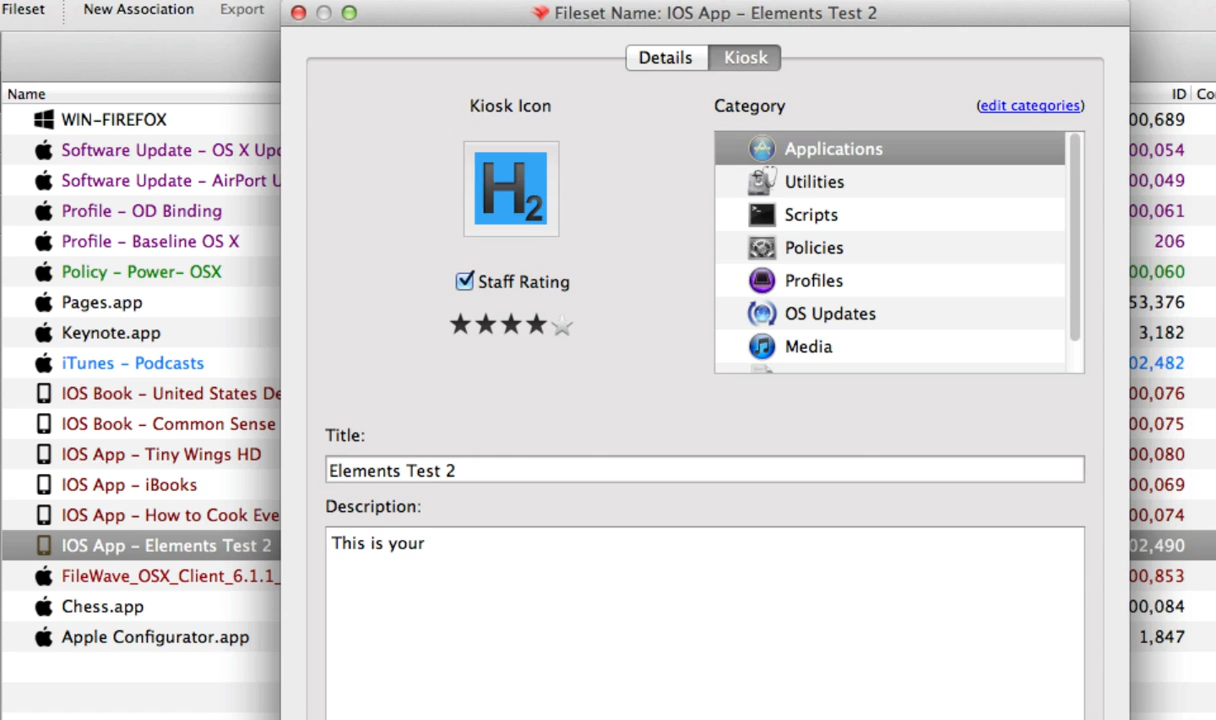 Fileset New Association Export
Fileset Name: IOS App – Elements Test 2
Details Kiosk
Name
ID
WIN-FIREFOX
Software Update – OS X
Software Update – AirPort
Profile – OD Binding
Profile – Baseline OS X
Policy – Power– OSX
Pages.app
Keynote.app
iTunes – Podcasts
IOS Book – United States
IOS Book – Common Sense
IOS App – Tiny Wings HD
IOS App – iBooks
IOS App – How to Cook
IOS App – Elements Test 2
FileWave_OSX_Client_6.1.1_
Chess.app
Apple Configurator.app
Kiosk Icon
H2
Staff Rating
Category (edit categories)
Applications
Utilities
Scripts
Policies
Profiles
OS Updates
Media
Title:
Elements Test 2
Description:
This is your
00,689
00,054
00,049
00,061
206
00,060
53,376
3,182
02,482
00,076
00,075
00,080
00,069
00,074
02,490
00,853
00,084
1,847